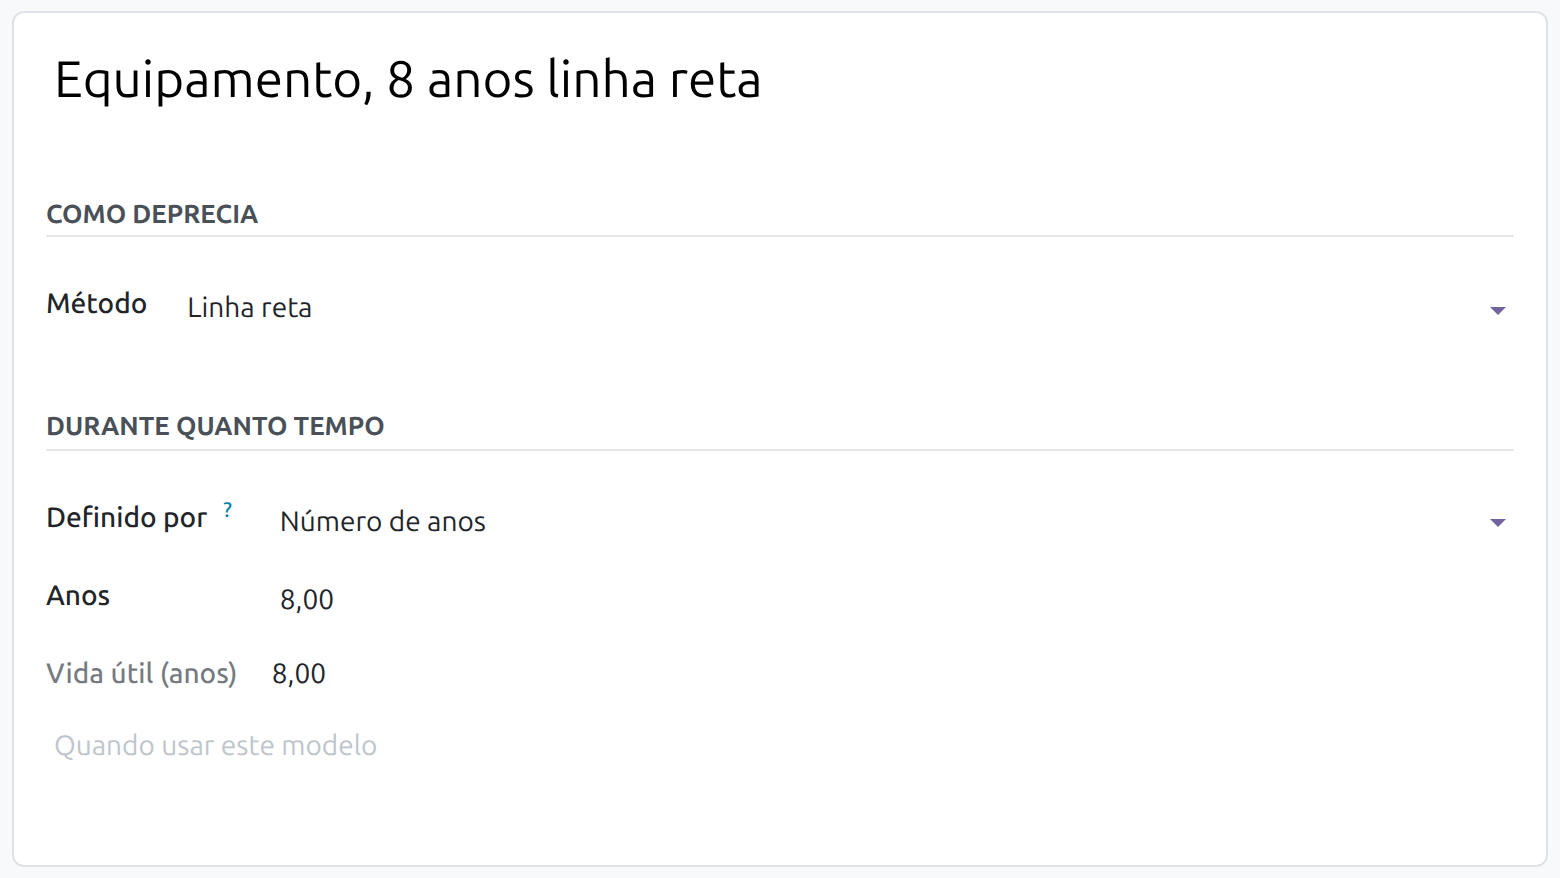 Equipamento, 8 anos linha reta
COMO DEPRECIA
Método Linha reta
DURANTE QUANTO TEMPO
Definido por ? Número de anos
Anos 8,00
Vida útil (anos) 8,00
Quando usar este modelo